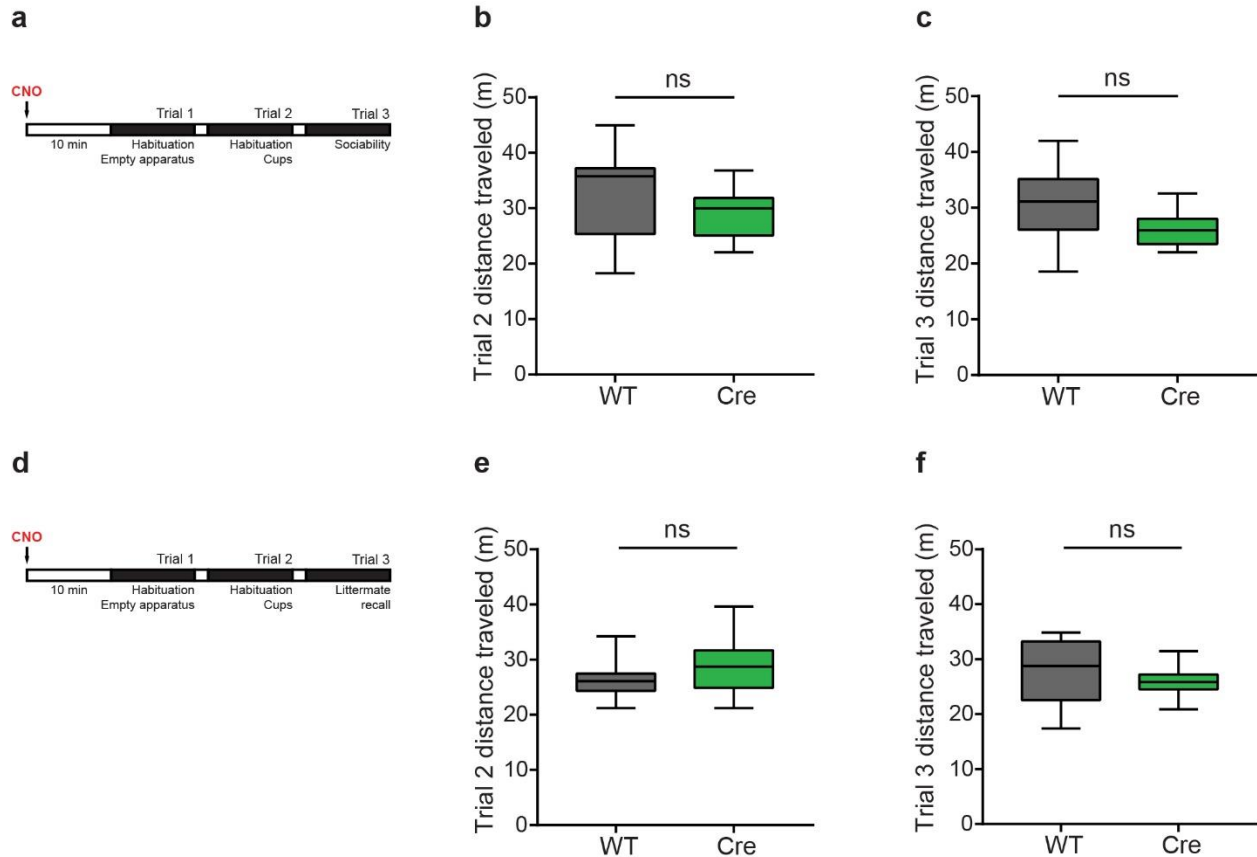 a
CNO
Trial 1
Trial 2
Trial 3
10 min
Habituation
Empty apparatus
Habituation
Cups
Sociability
b
ns
Trial 2 distance traveled (m)
50
40
30
20
10
0
WT
Cre
c
ns
Trial 3 distance traveled (m)
50
40
30
20
10
0
WT
Cre
d
CNO
Trial 1
Trial 2
Trial 3
10 min
Habituation
Empty apparatus
Habituation
Cups
Littermate
recall
e
ns
Trial 2 distance traveled (m)
50
40
30
20
10
0
WT
Cre
f
ns
Trial 3 distance traveled (m)
50
40
30
20
10
0
WT
Cre